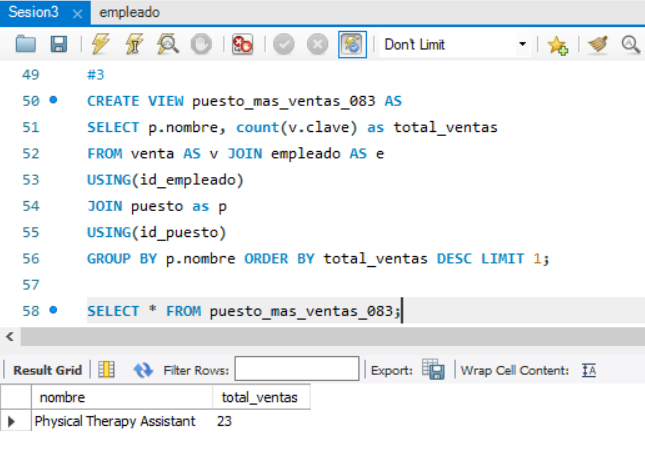 Sesion3 × empleado
Don't Limit
49 #3
50 CREATE VIEW puesto_mas_ventas_083 AS
51 SELECT p.nombre, count(v.clave) as total_ventas
52 FROM venta AS v JOIN empleado AS e
53 USING(id_empleado)
54 JOIN puesto as p
55 USING(id_puesto)
56 GROUP BY p.nombre ORDER BY total_ventas DESC LIMIT 1;
57
58 SELECT * FROM puesto_mas_ventas_083;
Result Grid Filter Rows: Export: Wrap Cell Content: IA
nombre total_ventas
Physical Therapy Assistant 23